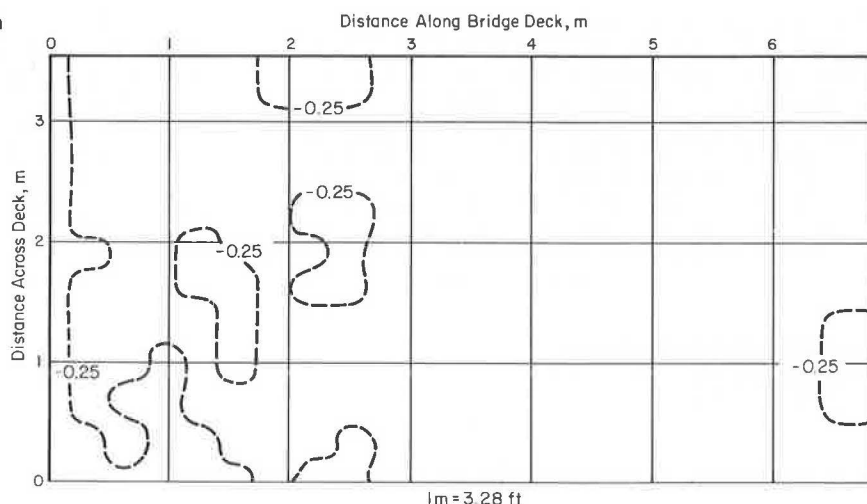 Distance Along Bridge Deck, m
0 1 2 3 4 5 6
-0.25
3
-0.25
2
-0.25
Distance Across Deck, m
1
-0.25
-0.25
0
1m = 3.28 ft